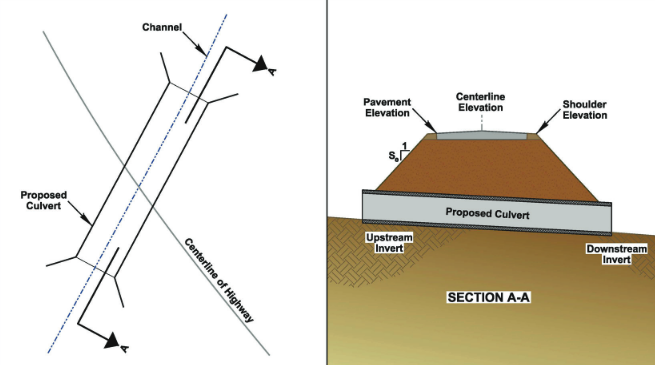 Channel
A
Proposed
Culvert
Centerline of Highway
A
Pavement
Elevation
Centerline
Elevation
Shoulder
Elevation
1
Sₒ
Proposed Culvert
Upstream
Invert
Downstream
Invert
SECTION A-A